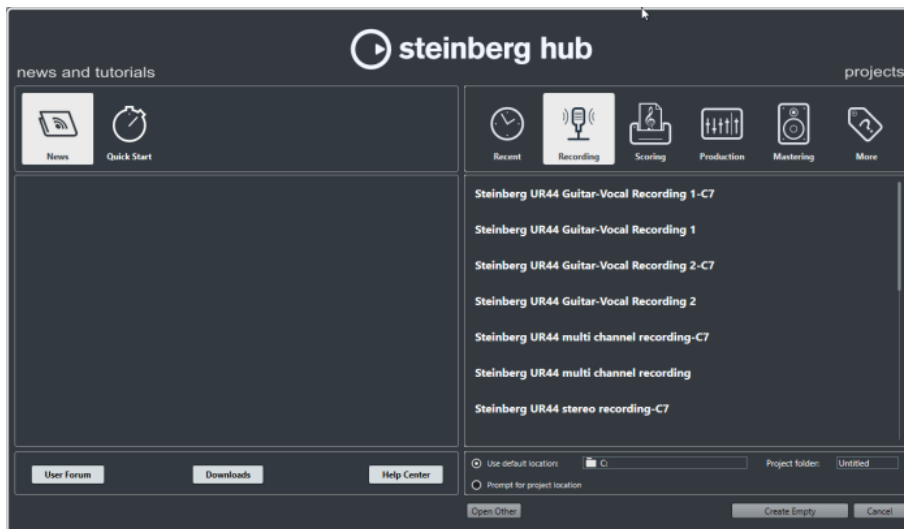 steinberg hub
news and tutorials
projects
News
Quick Start
Recent
Recording
Scoring
Production
Mastering
More
Steinberg UR44 Guitar-Vocal Recording 1-C7
Steinberg UR44 Guitar-Vocal Recording 1
Steinberg UR44 Guitar-Vocal Recording 2-C7
Steinberg UR44 Guitar-Vocal Recording 2
Steinberg UR44 multi channel recording-C7
Steinberg UR44 multi channel recording
Steinberg UR44 stereo recording-C7
User Forum
Downloads
Help Center
Use default location:
C:
Project folder:
Untitled
Prompt for project location
Open Other
Create Empty
Cancel